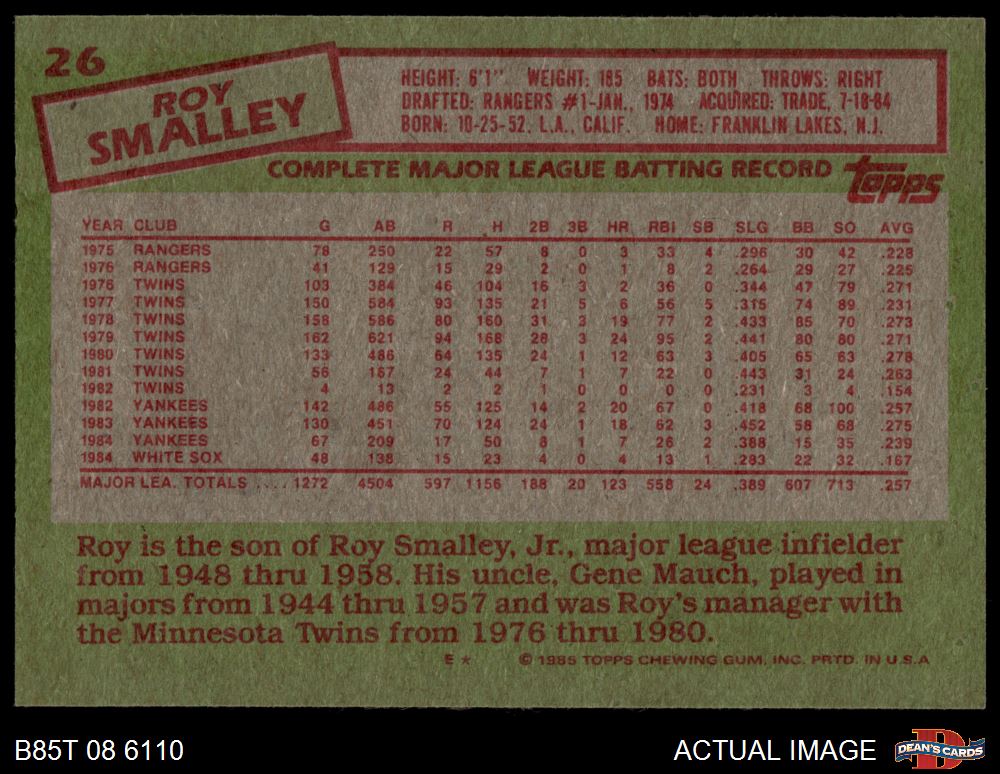 26
ROY
SMALLEY
HEIGHT: 6'1" WEIGHT: 185 BATS: BOTH THROWS: RIGHT
DRAFTED: RANGERS #1-JAN., 1974 ACQUIRED: TRADE, 7-18-84
BORN: 10-25-52, L.A., CALIF. HOME: FRANKLIN LAKES, N.J.
COMPLETE MAJOR LEAGUE BATTING RECORD topps
YEAR CLUB G AB R H 2B 3B HR RBI SB SLG BB SO AVG
1975 RANGERS 78 250 22 57 8 0 3 33 4 .296 30 42 .228
1976 RANGERS 41 129 15 29 2 0 1 8 2 .264 29 27 .225
1976 TWINS 103 384 46 104 16 3 2 36 0 .344 47 79 .271
1977 TWINS 150 584 93 135 21 5 6 56 5 .315 74 89 .231
1978 TWINS 158 586 80 160 31 3 19 77 2 .433 85 70 .273
1979 TWINS 162 621 94 168 28 3 24 95 2 .441 80 80 .271
1980 TWINS 133 486 64 135 24 1 12 63 3 .405 65 63 .278
1981 TWINS 56 167 24 44 7 1 7 22 0 .443 31 24 .263
1982 TWINS 4 13 2 2 1 0 0 0 0 .231 3 4 .154
1982 YANKEES 142 486 55 125 14 2 20 67 0 .418 68 100 .257
1983 YANKEES 130 451 70 124 24 1 18 62 3 .452 58 68 .275
1984 YANKEES 67 209 17 50 8 1 7 26 2 .388 15 35 .239
1984 WHITE SOX 48 138 15 23 4 0 4 13 1 .283 22 32 .167
MAJOR LEA. TOTALS .... 1272 4504 597 1156 188 20 123 558 24 .389 607 713 .257
Roy is the son of Roy Smalley, Jr., major league infielder
from 1948 thru 1958. His uncle, Gene Mauch, played in
majors from 1944 thru 1957 and was Roy's manager with
the Minnesota Twins from 1976 thru 1980.
E * © 1985 TOPPS CHEWING GUM, INC. PRTD. IN U.S.A
B85T 08 6110 ACTUAL IMAGE DEAN'S CARDS